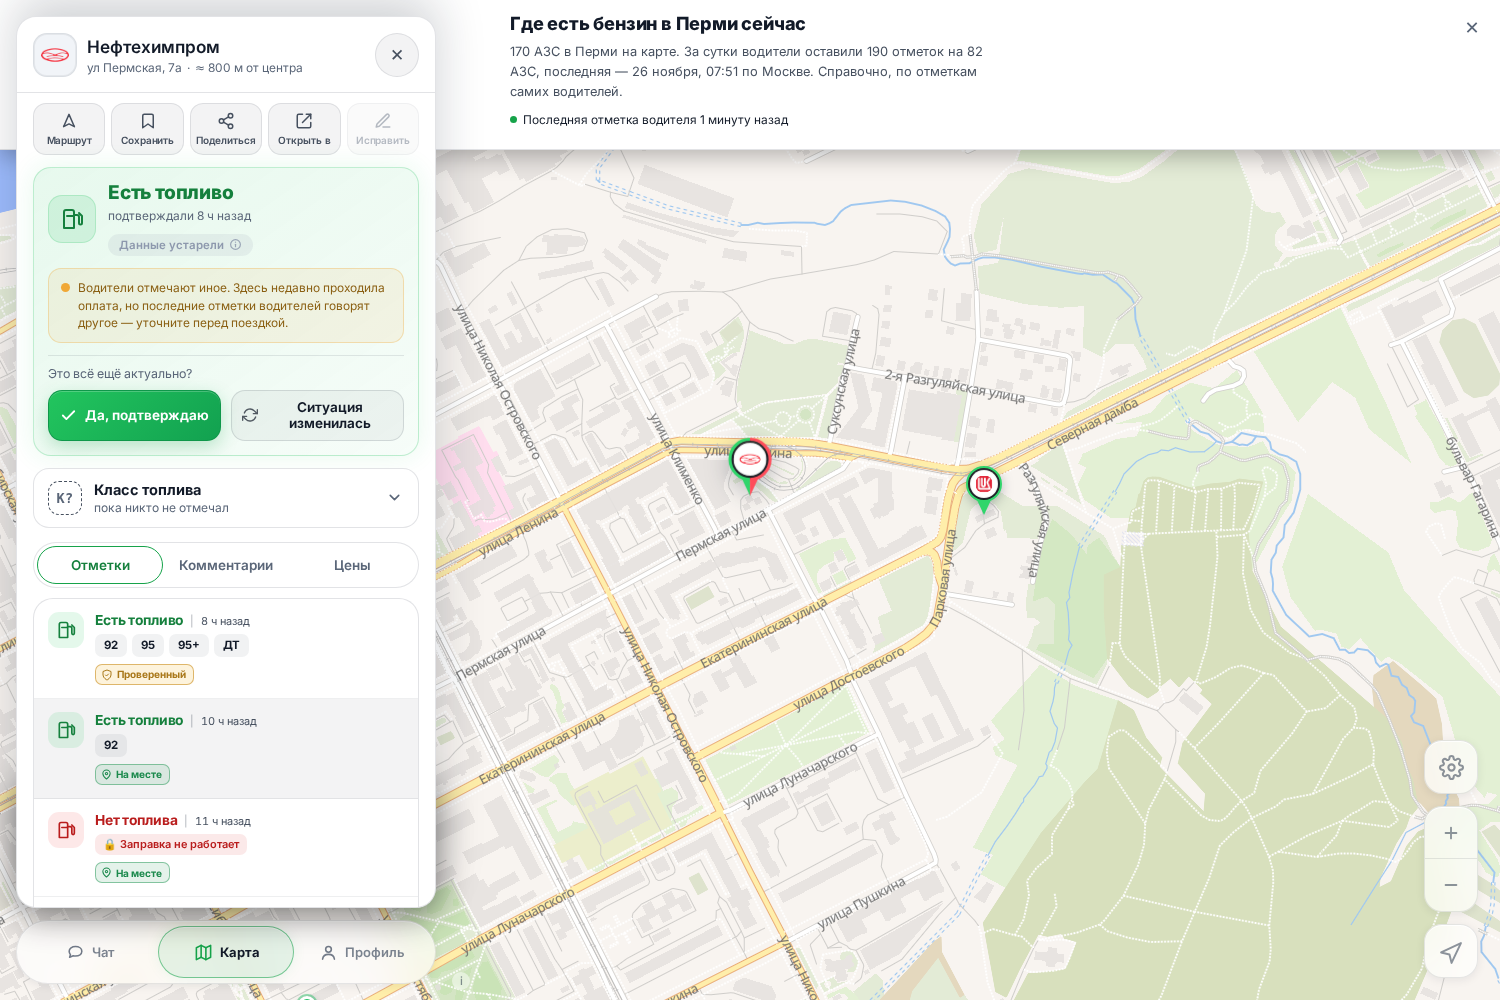 Нефтехимпром
ул Пермская, 7а · ≈ 800 м от центра
Маршрут
Сохранить
Поделиться
Открыть в
Исправить
Есть топливо
подтверждали 8 ч назад
Данные устарели
Водители отмечают иное. Здесь недавно проходила
оплата, но последние отметки водителей говорят
другое — уточните перед поездкой.
Это всё ещё актуально?
Да, подтверждаю
Ситуация
изменилась
K?
Класс топлива
пока никто не отмечал
Отметки
Комментарии
Цены
Есть топливо | 8 ч назад
92 95 95+ ДТ
Проверенный
Есть топливо | 10 ч назад
92
На месте
Нет топлива | 11 ч назад
Заправка не работает
На месте
Чат
Карта
Профиль
Где есть бензин в Перми сейчас
170 АЗС в Перми на карте. За сутки водители оставили 190 отметок на 82
АЗС, последняя — 26 ноября, 07:51 по Москве. Справочно, по отметкам
самих водителей.
Последняя отметка водителя 1 минуту назад
улица Николая Островского
улица Клименко
Суксунская улица
2-я Разгуляйская улица
Северная дамба
бульвар Гагарина
Разгуляйская улица
улица Ленина
Пермская улица
Парковая улица
Пермская улица
Екатерининская улица
улица Николая Островского
улица Достоевского
Екатерининская улица
улица Луначарского
улица Пушкина
улица Луначарского
улица Николая Островского